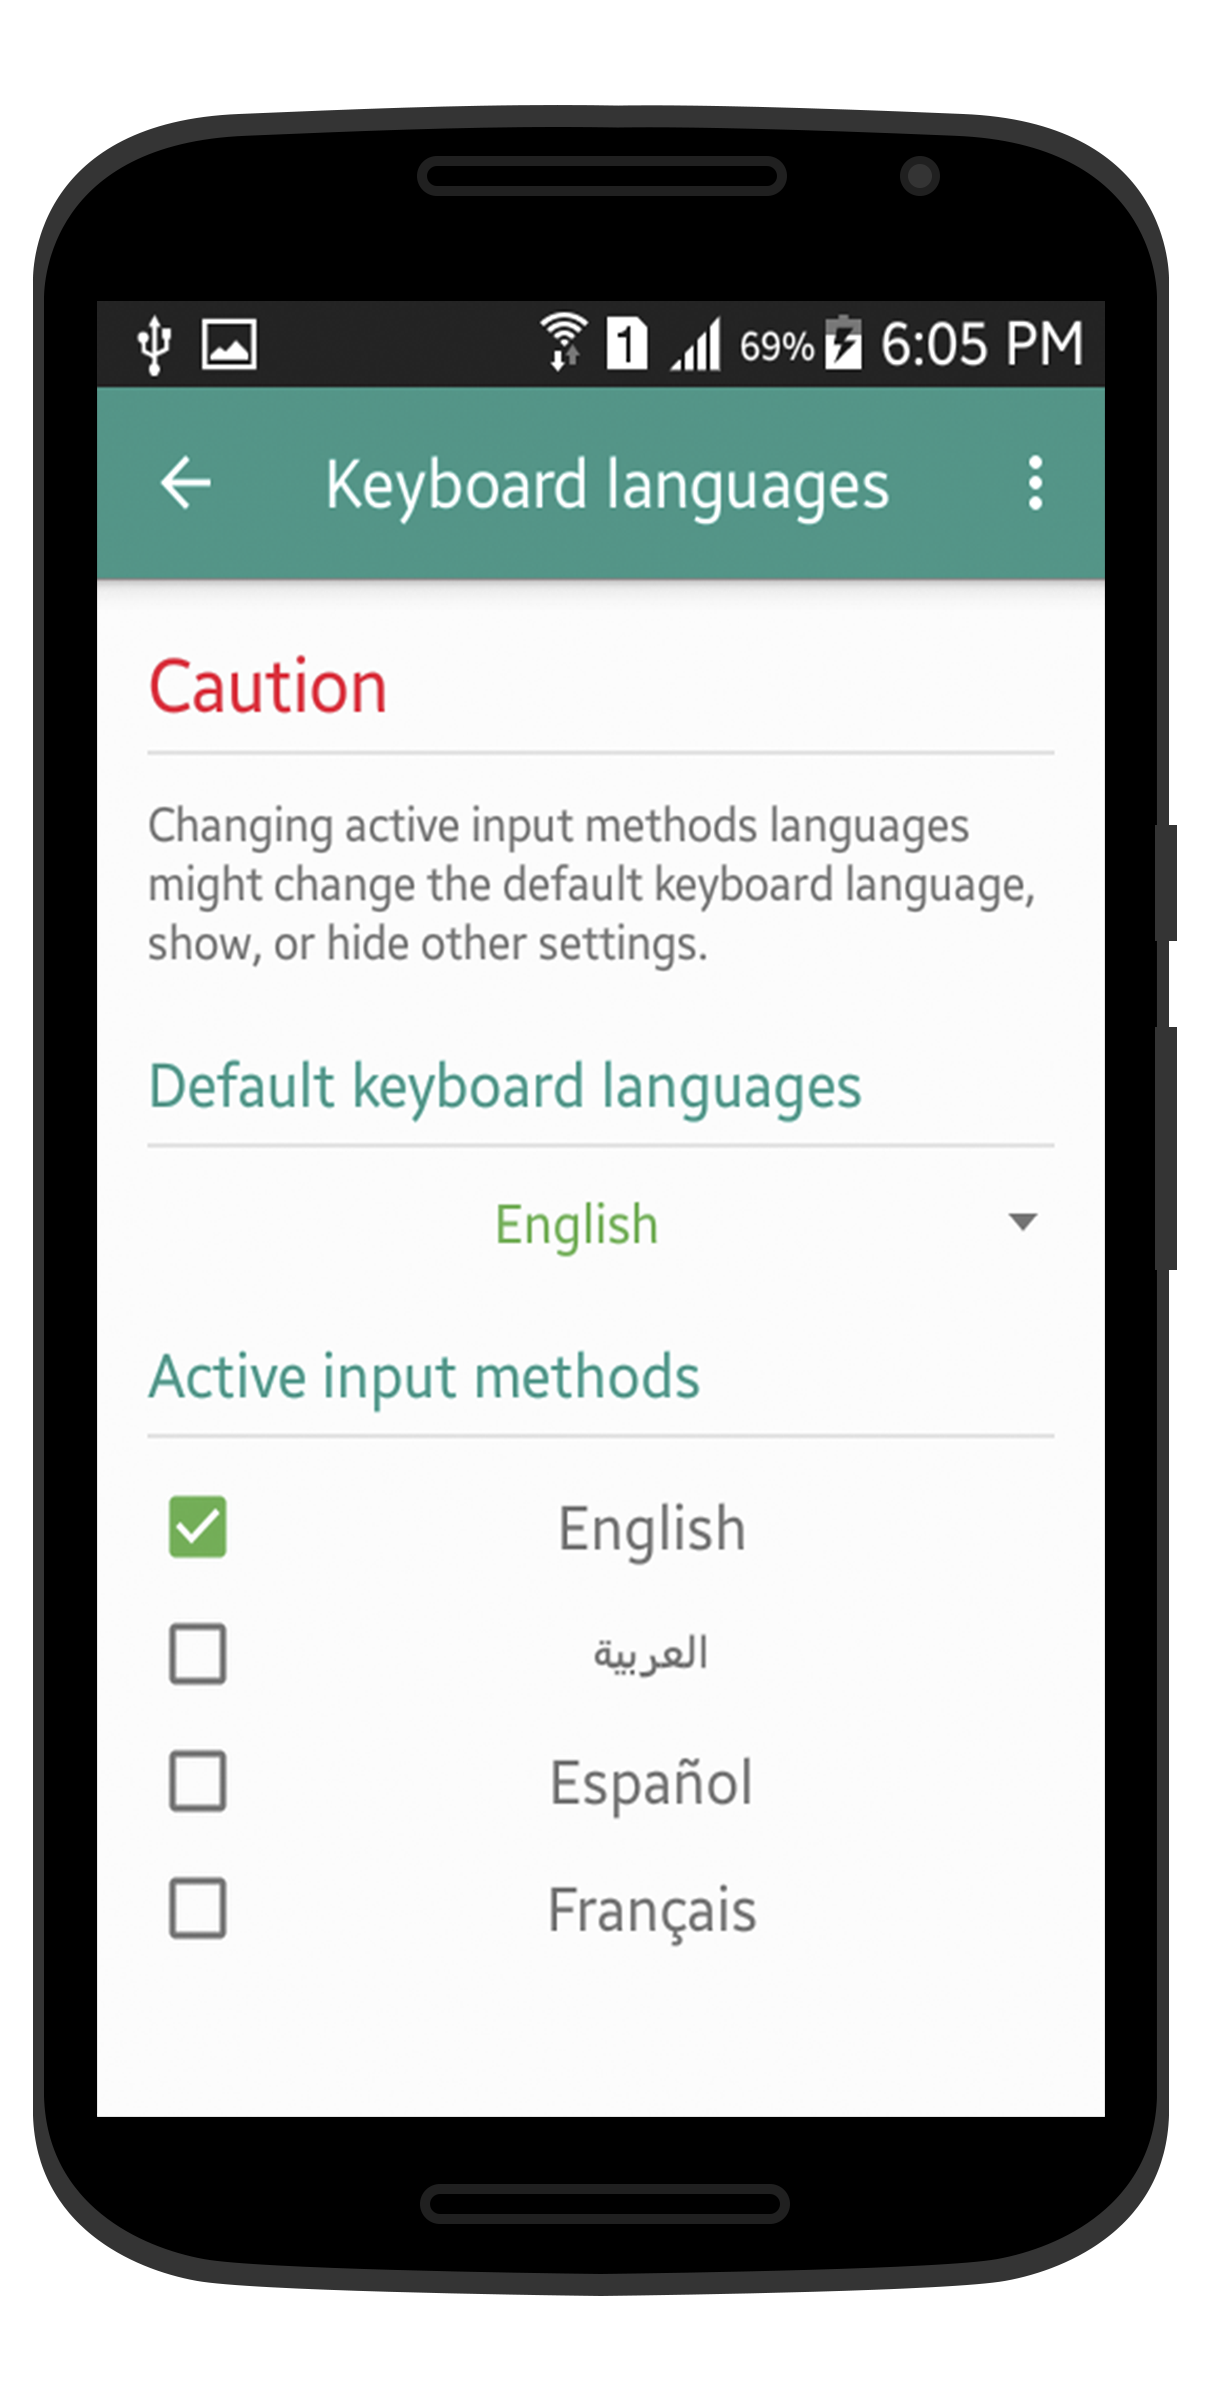 1 69% 6:05 PM
Keyboard languages
Caution
Changing active input methods languages
might change the default keyboard language,
show, or hide other settings.
Default keyboard languages
English
Active input methods
English
العربية
Español
Français